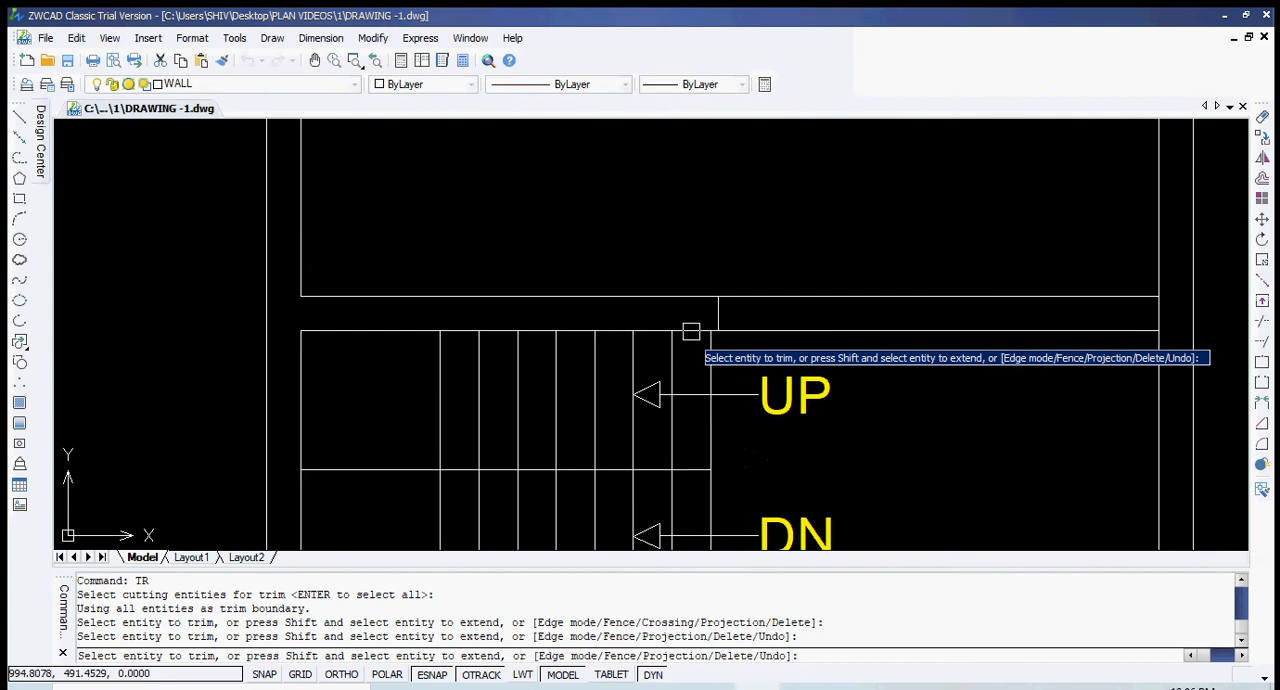 ZWCAD Classic Trial Version - [C:\Users\SHIV\Desktop\PLAN VIDEOS\1\DRAWING -1.dwg]
File Edit View Insert Format Tools Draw Dimension Modify Express Window Help
WALL ByLayer ByLayer ByLayer
C:\...\1\DRAWING -1.dwg
Design Center
Select entity to trim, or press Shift and select entity to extend, or [Edge mode/Fence/Projection/Delete/Undo]:
UP
Y
DN
X
Model Layout1 Layout2
Comman...
Command: TR
Select cutting entities for trim <ENTER to select all>:
Using all entities as trim boundary.
Select entity to trim, or press Shift and select entity to extend, or [Edge mode/Fence/Crossing/Projection/Delete]:
Select entity to trim, or press Shift and select entity to extend, or [Edge mode/Fence/Projection/Delete/Undo]:
Select entity to trim, or press Shift and select entity to extend, or [Edge mode/Fence/Projection/Delete/Undo]:
994.8078, 491.4529, 0.0000 SNAP GRID ORTHO POLAR ESNAP OTRACK LWT MODEL TABLET DYN